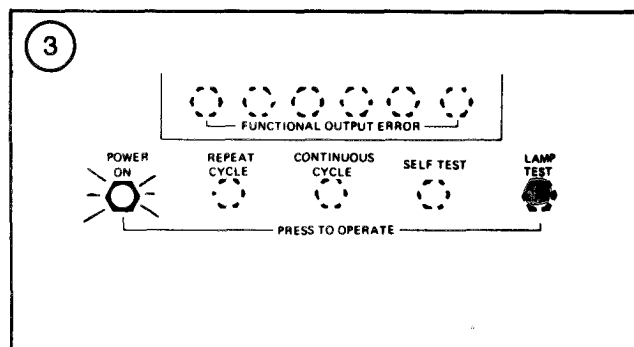 3
FUNCTIONAL OUTPUT ERROR
POWER ON
REPEAT CYCLE
CONTINUOUS CYCLE
SELF TEST
LAMP TEST
PRESS TO OPERATE